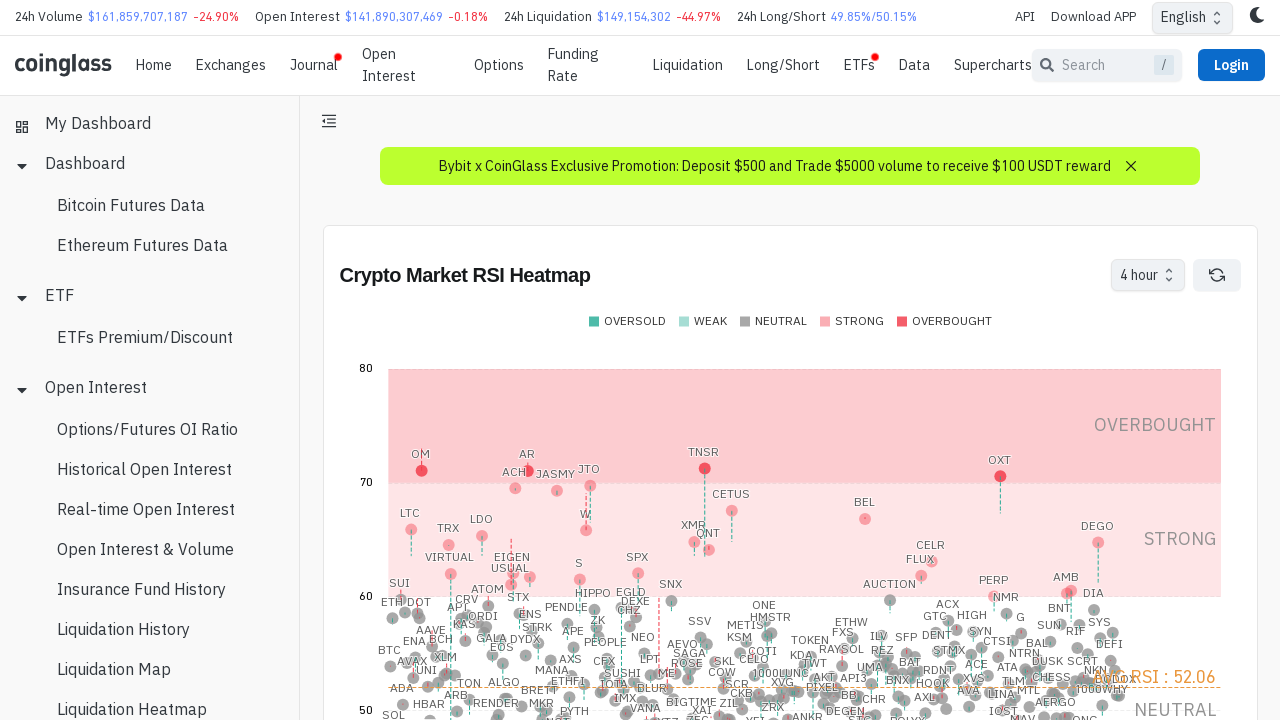 24h Volume $161,859,707,187 -24.90% Open Interest $141,890,307,469 -0.18% 24h Liquidation $149,154,302 -44.97% 24h Long/Short 49.85%/50.15% API Download APP English
coinglass Home Exchanges Journal Open Interest Options Funding Rate Liquidation Long/Short ETFs Data Supercharts Search / Login
My Dashboard
Dashboard
Bitcoin Futures Data
Ethereum Futures Data
ETF
ETFs Premium/Discount
Open Interest
Options/Futures OI Ratio
Historical Open Interest
Real-time Open Interest
Open Interest & Volume
Insurance Fund History
Liquidation History
Liquidation Map
Liquidation Heatmap
Bybit x CoinGlass Exclusive Promotion: Deposit $500 and Trade $5000 volume to receive $100 USDT reward
Crypto Market RSI Heatmap
4 hour
OVERSOLD WEAK NEUTRAL STRONG OVERBOUGHT
80
OVERBOUGHT
OM AR TNSR OXT
70
ACH JASMY JTO
CETUS BEL
LTC TRX LDO W XMR QNT DEGO
STRONG
VIRTUAL EIGEN USUAL S SPX FLUX CELR
SUI ATOM STX HIPPO EGLD SNX AUCTION PERP AMB
60
ETH DOT CRV PENDLE DEXE ONE ACX NMR DIA
API ORDI ENS ZK CHZ HMSTR GTC HIGH G BNT
KAS STRK SSV METIS ETHW SUN SYS
AAVE APE FXS DENT SYN RIF
ENA BCH GALA DYDX PEOPLE NEO AEVO KSM TOKEN ILV SFP CTSI BAL DEFI
BTC EOS SAGA COTI KDA RAYSOL REZ STMX NTRN
AVAX XLM AXS CFX LPT ROSE SKL CELO TWT UMA BAT ACE DUSK SCRT
UNI MANA SUSHI ME COW 1000LUNC AKT API3 RDNT ATA NKN
RSI : 52.06
TON ALGO ETHFI IOTA SCR XVG BNX HOOK XVS TLM CHESS
ADA ARB BRETT BLUR CKB PIXEL BB CHR AXL AVA LINA MTL 1000WHY
HBAR RENDER MKR IMX VANA BIGTIME ZIL ZRX DEGEN IOST AERGO
NEUTRAL
50
SOL PYTH XAI ANKR